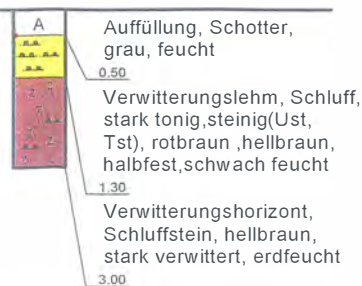 A
Auffüllung, Schotter,
grau, feucht
0.50
Verwitterungslehm, Schluff,
stark tonig,steinig(Ust,
Tst), rotbraun ,hellbraun,
halbfest,schwach feucht
1.30
Verwitterungshorizont,
Schluffstein, hellbraun,
stark verwittert, erdfeucht
3.00